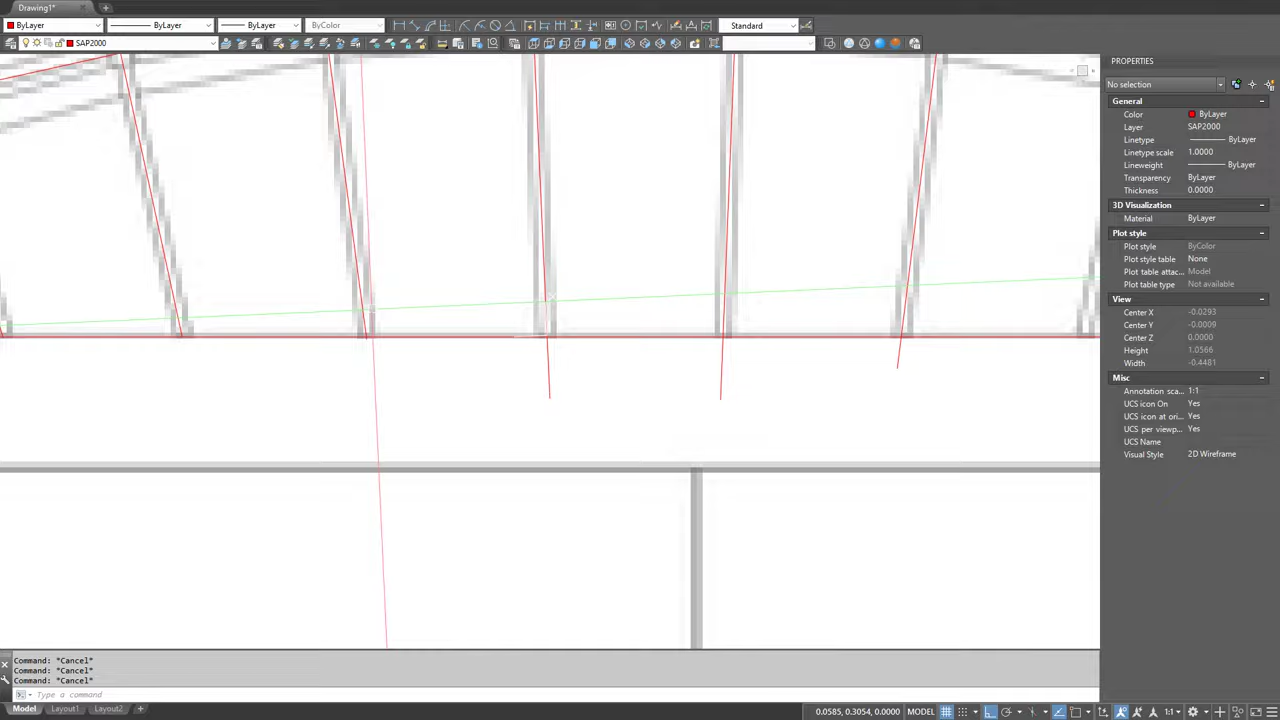 Drawing1*
ByLayer
ByLayer
ByLayer
ByColor
Standard
SAP2000
PROPERTIES
No selection
General
Color ByLayer
Layer SAP2000
Linetype ByLayer
Linetype scale 1.0000
Lineweight ByLayer
Transparency ByLayer
Thickness 0.0000
3D Visualization
Material ByLayer
Plot style
Plot style ByColor
Plot style table None
Plot table attac... Model
Plot table type Not available
View
Center X -0.0293
Center Y -0.0009
Center Z 0.0000
Height 1.0566
Width -0.4481
Misc
Annotation sca... 1:1
UCS icon On Yes
UCS icon at ori... Yes
UCS per viewp... Yes
UCS Name
Visual Style 2D Wireframe
Command: *Cancel*
Command: *Cancel*
Command: *Cancel*
Type a command
Model Layout1 Layout2 +
0.0585, 0.3054, 0.0000 MODEL 1:1